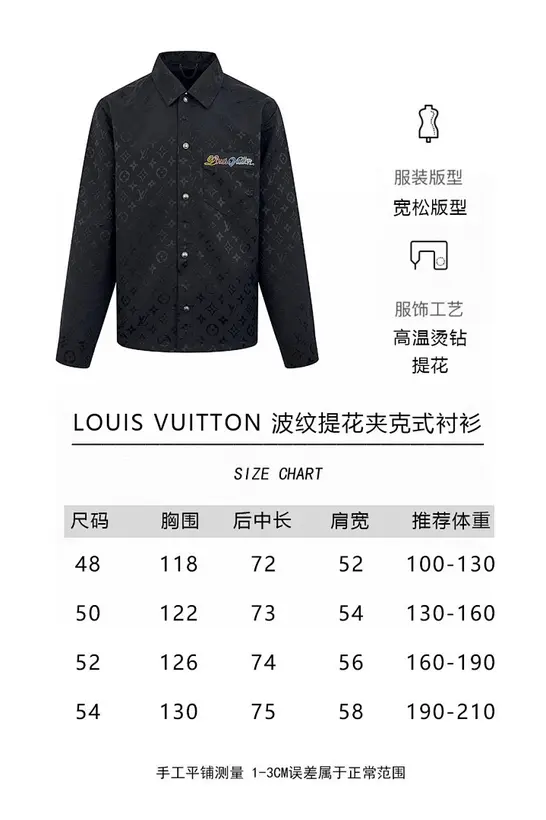 Louis Vuitton
服装版型
宽松版型
服饰工艺
高温烫钻
提花
LOUIS VUITTON 波纹提花夹克式衬衫
SIZE CHART
尺码 胸围 后中长 肩宽 推荐体重
48 118 72 52 100-130
50 122 73 54 130-160
52 126 74 56 160-190
54 130 75 58 190-210
手工平铺测量 1-3CM误差属于正常范围